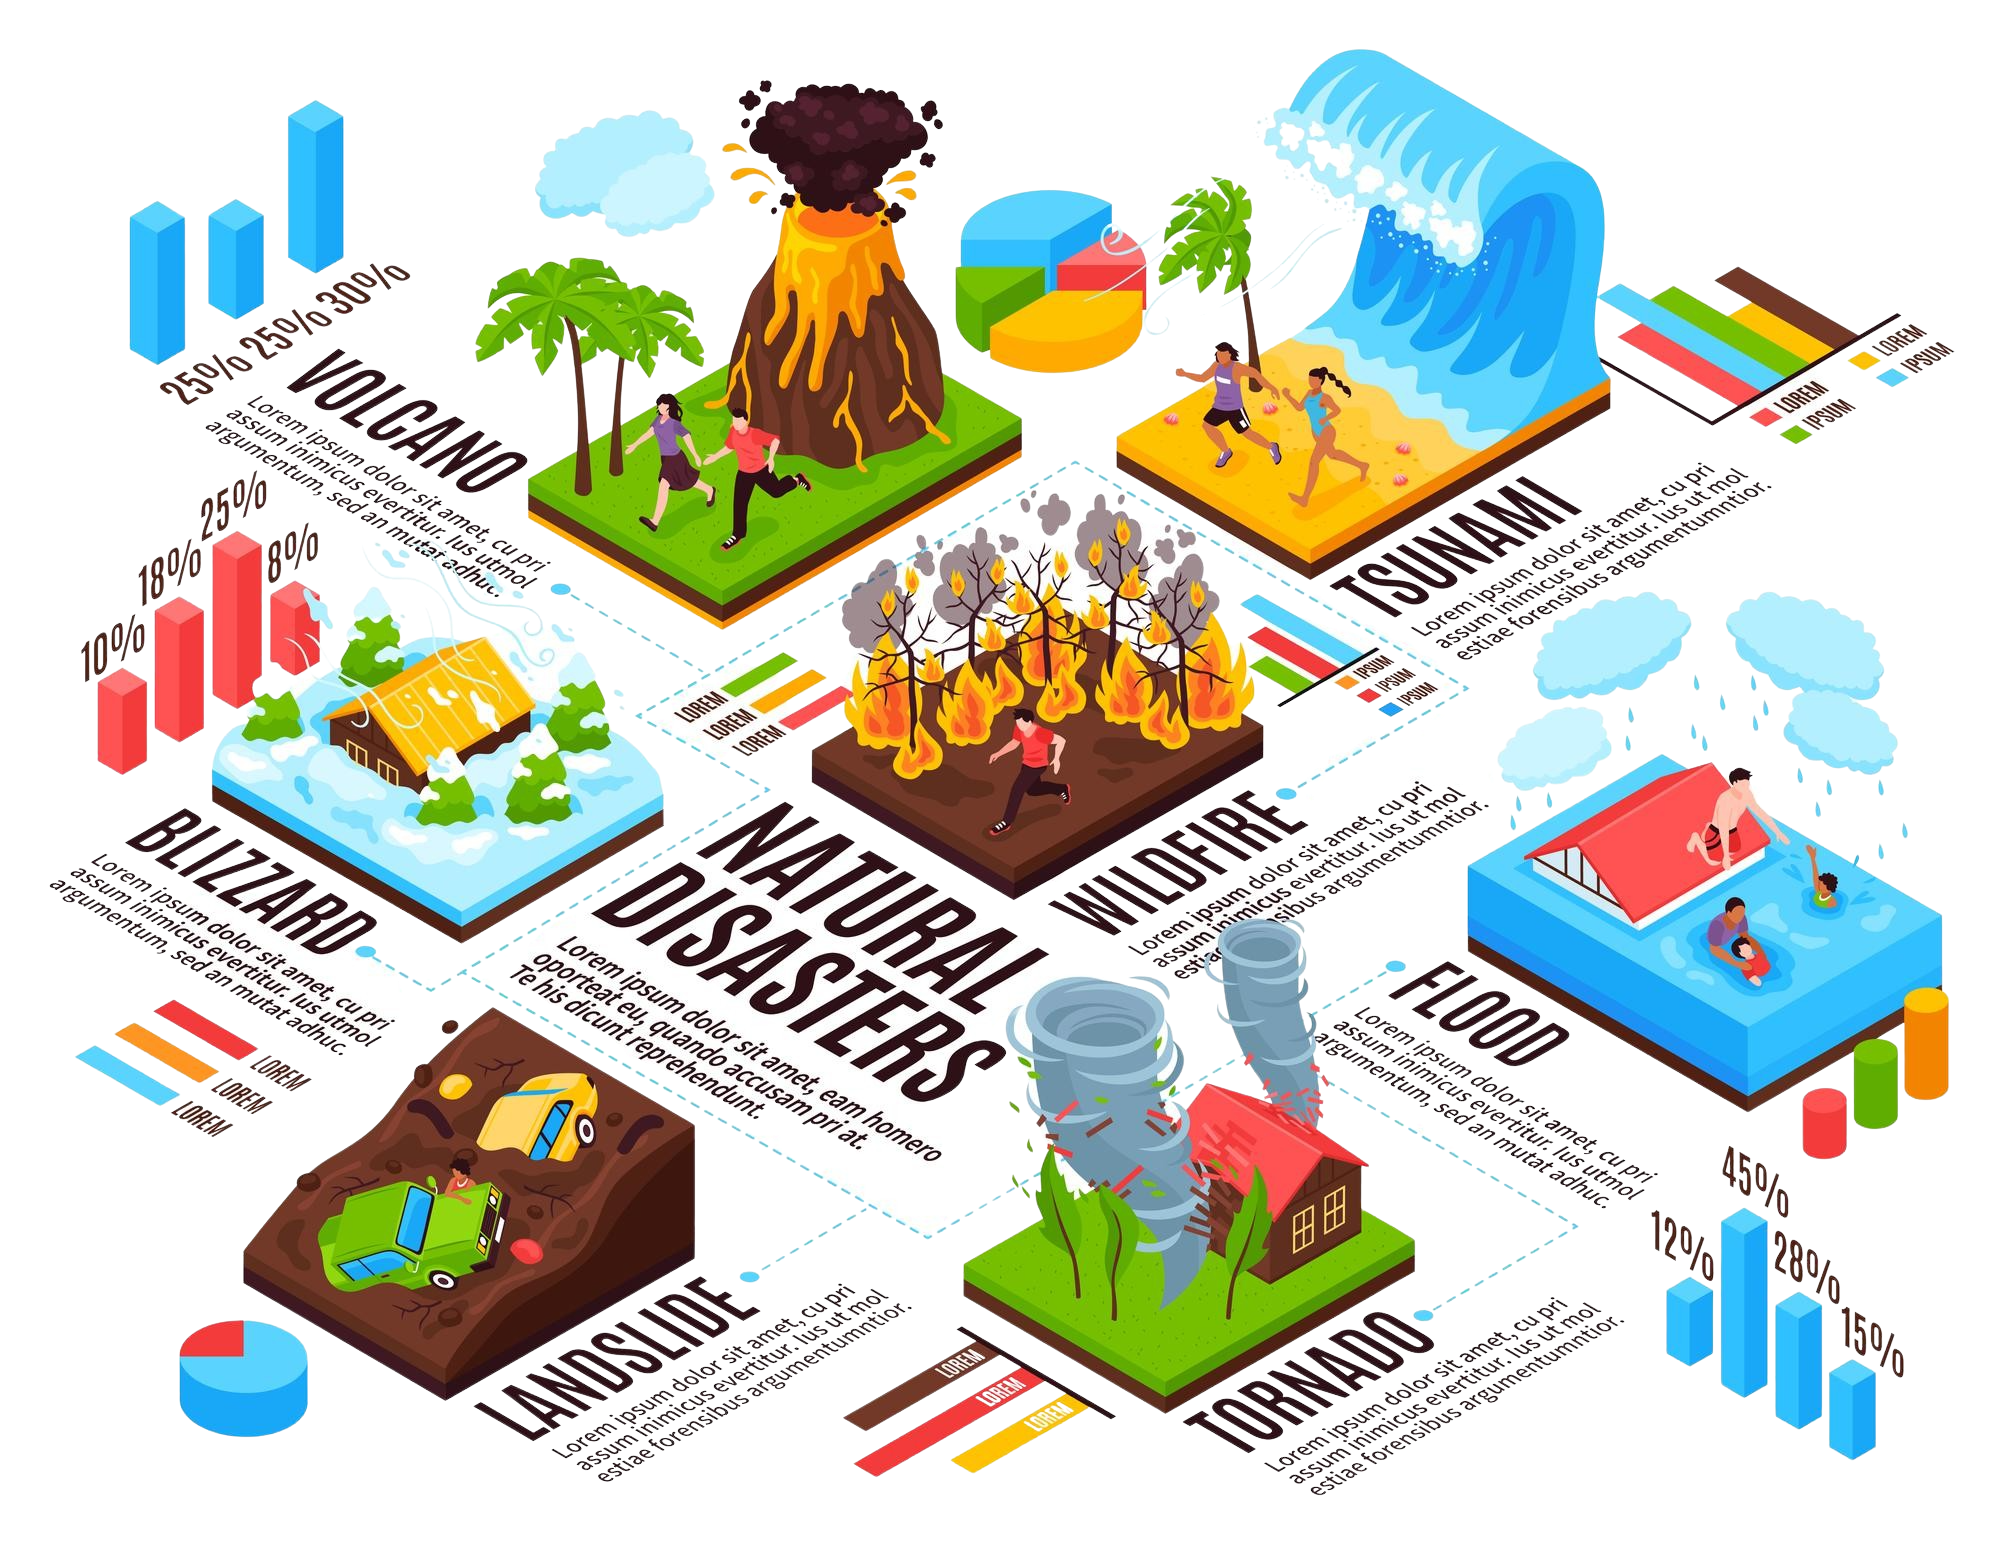 25% 25% 30%
VOLCANO
Lorem ipsum dolor sit amet, cu pri
assum inimicus evertitur. Ius utmol
argumentum, sed an mutat adhuc.
LOREM
IPSUM
LOREM
IPSUM
TSUNAMI
Lorem ipsum dolor sit amet, cu pri
assum inimicus evertitur. Ius ut mol
estiae forensibus argumentumntior.
10%
18%
25%
8%
BLIZZARD
Lorem ipsum dolor sit amet, cu pri
assum inimicus evertitur. Ius utmol
argumentum, sed an mutat adhuc.
LOREM
LOREM
LOREM
LOREM
LOREM
LOREM
IPSUM
IPSUM
IPSUM
WILDFIRE
Lorem ipsum dolor sit amet, cu pri
assum inimicus evertitur. Ius ut mol
argumentumntior.
NATURAL
DISASTERS
Lorem ipsum dolor sit amet, eam homero
oporteat eu, quando accusam pri at.
Te his dicunt reprehendunt.
FLOOD
Lorem ipsum dolor sit amet, cu pri
assum inimicus evertitur. Ius utmol
argumentum, sed an mutat adhuc.
12%
45%
28%
15%
LANDSLIDE
Lorem ipsum dolor sit amet, cu pri
assum inimicus evertitur. Ius ut mol
estiae forensibus argumentumntior.
LOREM
LOREM
LOREM
TORNADO
Lorem ipsum dolor sit amet, cu pri
assum inimicus evertitur. Ius ut mol
estiae forensibus argumentumntior.